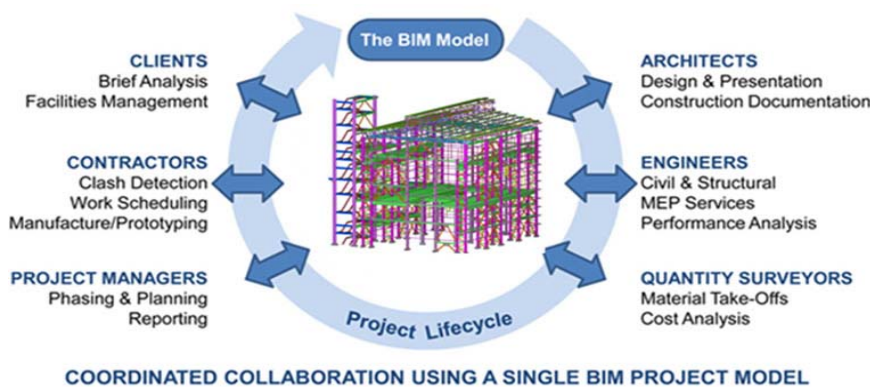 The BIM Model
CLIENTS
Brief Analysis
Facilities Management
CONTRACTORS
Clash Detection
Work Scheduling
Manufacture/Prototyping
PROJECT MANAGERS
Phasing & Planning
Reporting
ARCHITECTS
Design & Presentation
Construction Documentation
ENGINEERS
Civil & Structural
MEP Services
Performance Analysis
QUANTITY SURVEYORS
Material Take-Offs
Cost Analysis
Project Lifecycle
COORDINATED COLLABORATION USING A SINGLE BIM PROJECT MODEL